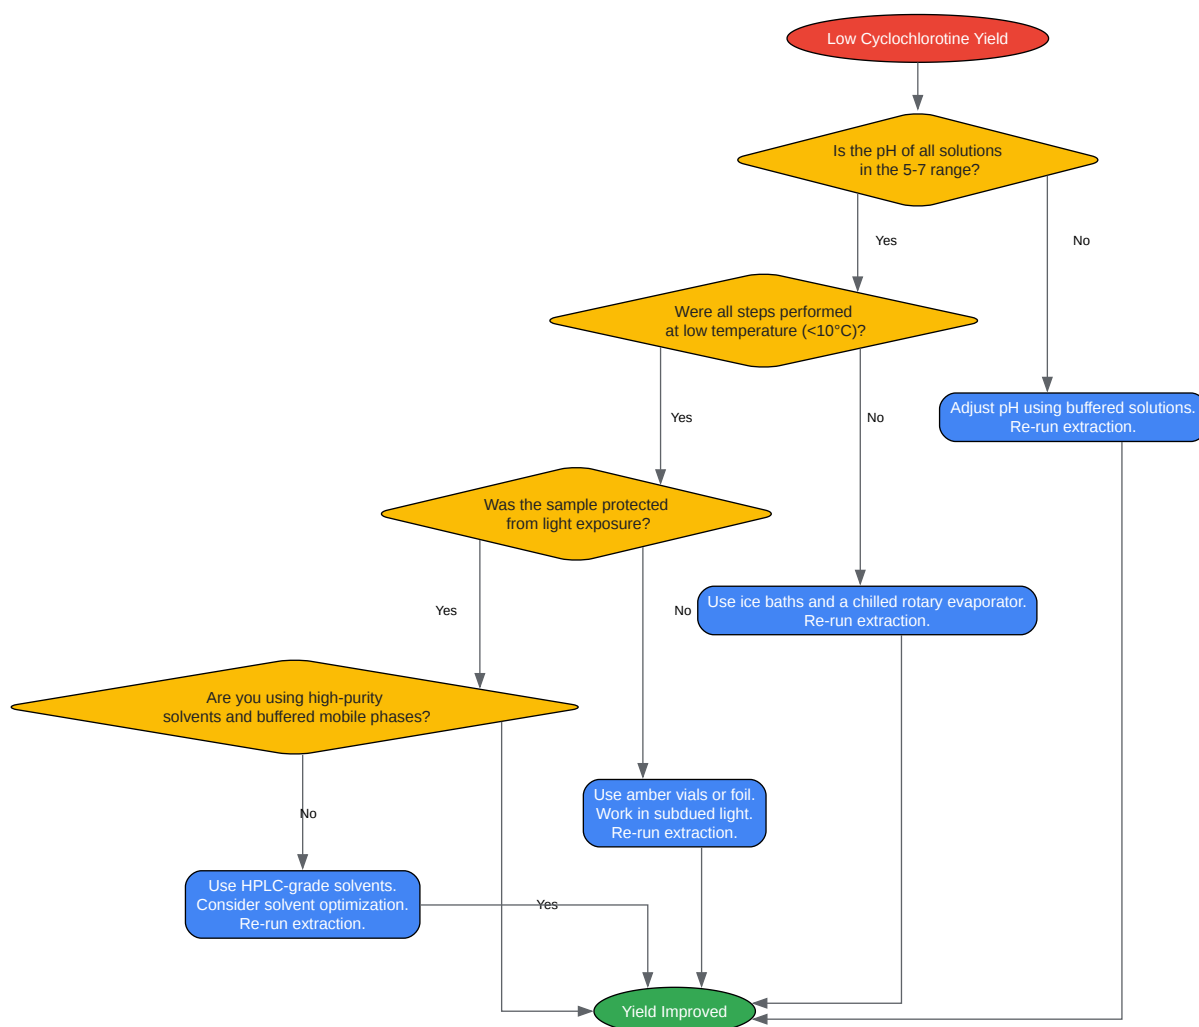 Low Cyclochlorotine Yield
Is the pH of all solutions
in the 5-7 range?
Yes
No
Were all steps performed
at low temperature (<10°C)?
Yes
No
Adjust pH using buffered solutions.
Re-run extraction.
Was the sample protected
from light exposure?
Yes
No
Use ice baths and a chilled rotary evaporator.
Re-run extraction.
Are you using high-purity
solvents and buffered mobile phases?
No
Use amber vials or foil.
Work in subdued light.
Re-run extraction.
Use HPLC-grade solvents.
Consider solvent optimization.
Re-run extraction.
Yes
Yield Improved